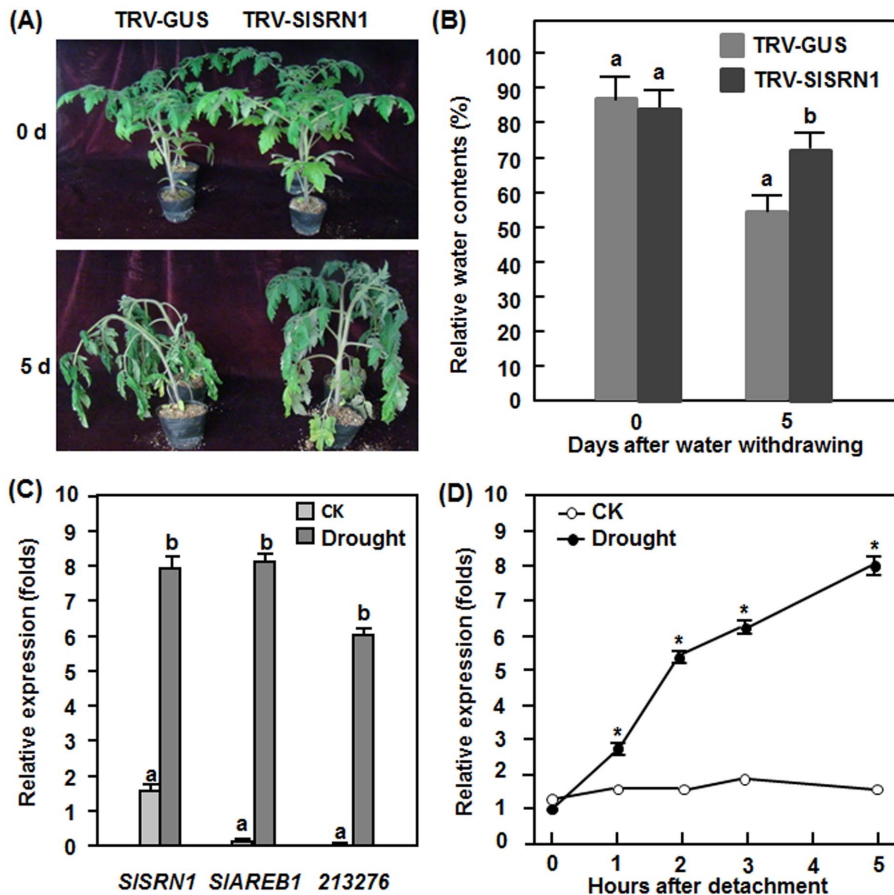 (A) TRV-GUS TRV-SlSRN1
0 d
5 d
(B)
100
90
80
70
60
50
40
30
20
10
0
Relative water contents (%)
TRV-GUS
TRV-SlSRN1
a a
a b
0 5
Days after water withdrawing
(C)
10
9
8
7
6
5
4
3
2
1
0
Relative expression (folds)
CK
Drought
a b a b a b
SlSRN1 SlAREB1 213276
(D)
10
9
8
7
6
5
4
3
2
1
0
Relative expression (folds)
CK
Drought
* * * *
0 1 2 3 4 5
Hours after detachment